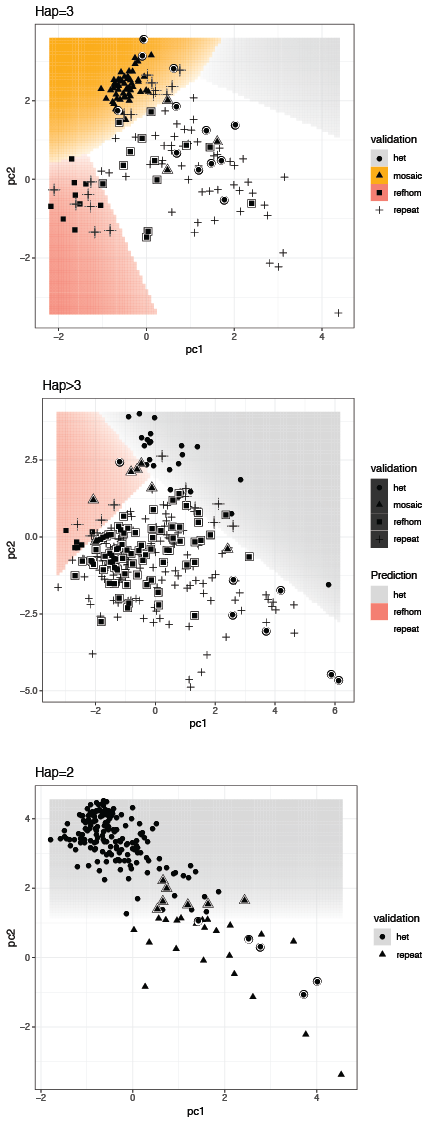 Hap=3
2
0
−2
pc2
−2
0
2
4
pc1
validation
het
mosaic
refhom
repeat
Hap>3
2.5
0.0
−2.5
−5.0
pc2
−2
0
2
4
6
pc1
validation
het
mosaic
refhom
repeat
Prediction
het
refhom
repeat
Hap=2
4
2
0
−2
pc2
−2
0
2
4
pc1
validation
het
repeat